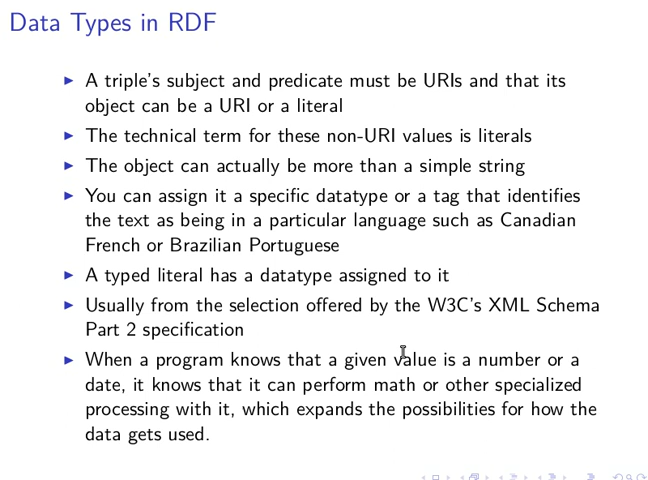 Data Types in RDF
A triple's subject and predicate must be URIs and that its
object can be a URI or a literal
The technical term for these non-URI values is literals
The object can actually be more than a simple string
You can assign it a specific datatype or a tag that identifies
the text as being in a particular language such as Canadian
French or Brazilian Portuguese
A typed literal has a datatype assigned to it
Usually from the selection offered by the W3C's XML Schema
Part 2 specification
When a program knows that a given value is a number or a
date, it knows that it can perform math or other specialized
processing with it, which expands the possibilities for how the
data gets used.